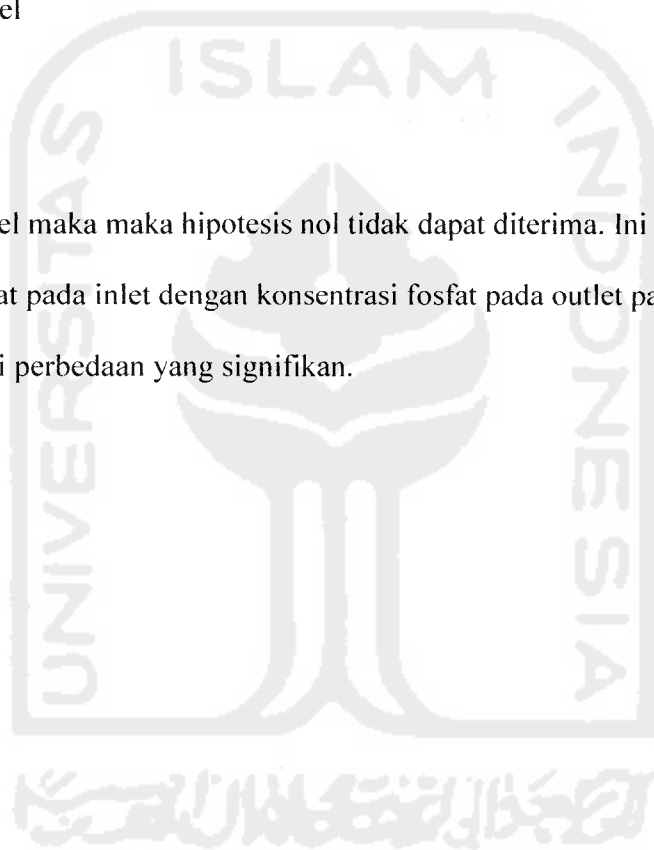 el
ISLAM
UNIVERSITAS
INDONESIA
el maka maka hipotesis nol tidak dapat diterima. Ini
at pada inlet dengan konsentrasi fosfat pada outlet pa
i perbedaan yang signifikan.